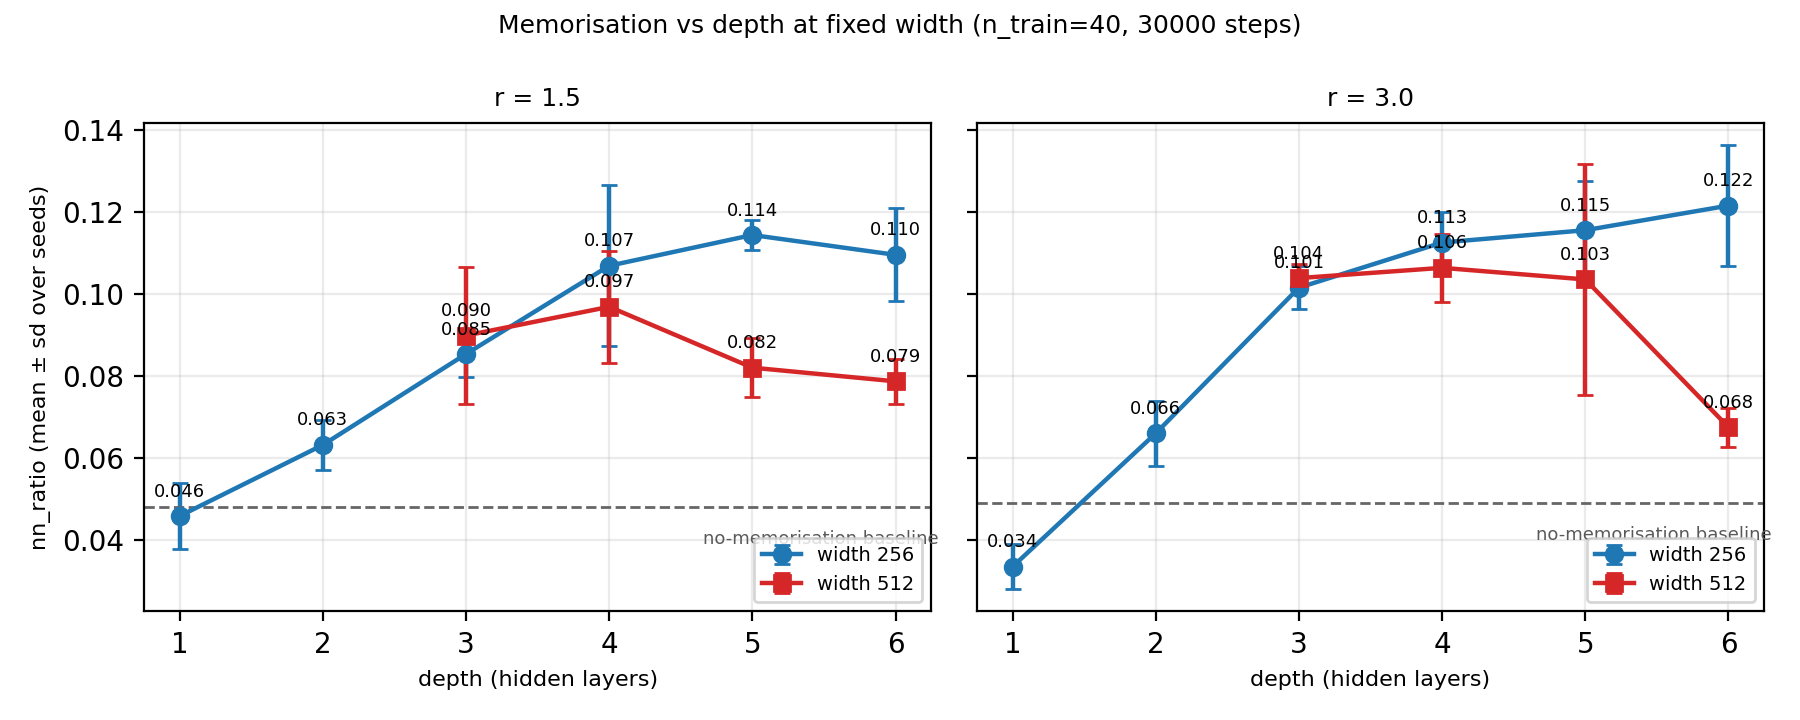 Memorisation vs depth at fixed width (n_train=40, 30000 steps)
r = 1.5
nn_ratio (mean ± sd over seeds)
0.14
0.12
0.10
0.08
0.06
0.04
0.046
0.063
0.090
0.085
0.107
0.097
0.114
0.082
0.110
0.079
no-memorisation baseline
width 256
width 512
1 2 3 4 5 6
depth (hidden layers)
r = 3.0
0.034
0.066
0.104
0.101
0.113
0.106
0.115
0.103
0.122
0.068
no-memorisation baseline
width 256
width 512
1 2 3 4 5 6
depth (hidden layers)